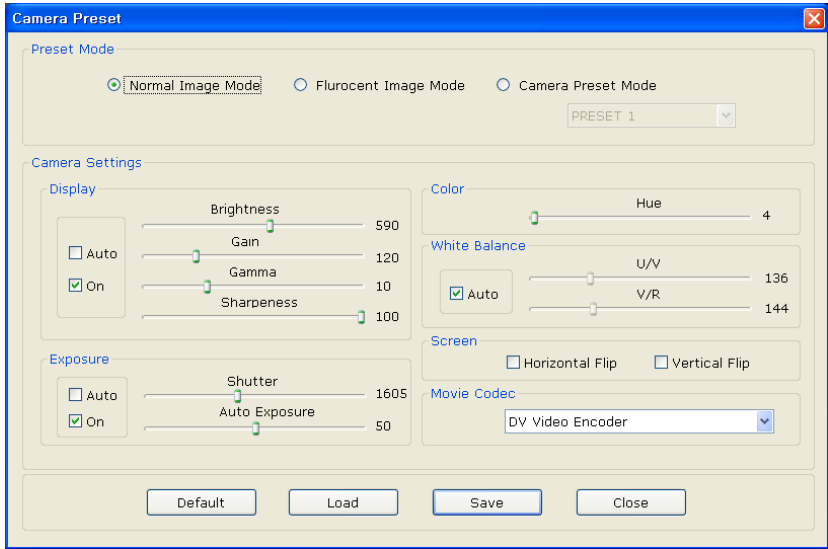 Camera Preset
Preset Mode
Normal Image Mode
Flurocent Image Mode
Camera Preset Mode
PRESET 1
Camera Settings
Display
Brightness
590
Auto
Gain
120
On
Gamma
10
Sharpeness
100
Exposure
Auto
Shutter
1605
On
Auto Exposure
50
Color
Hue
4
White Balance
Auto
U/V
136
V/R
144
Screen
Horizontal Flip
Vertical Flip
Movie Codec
DV Video Encoder
Default
Load
Save
Close